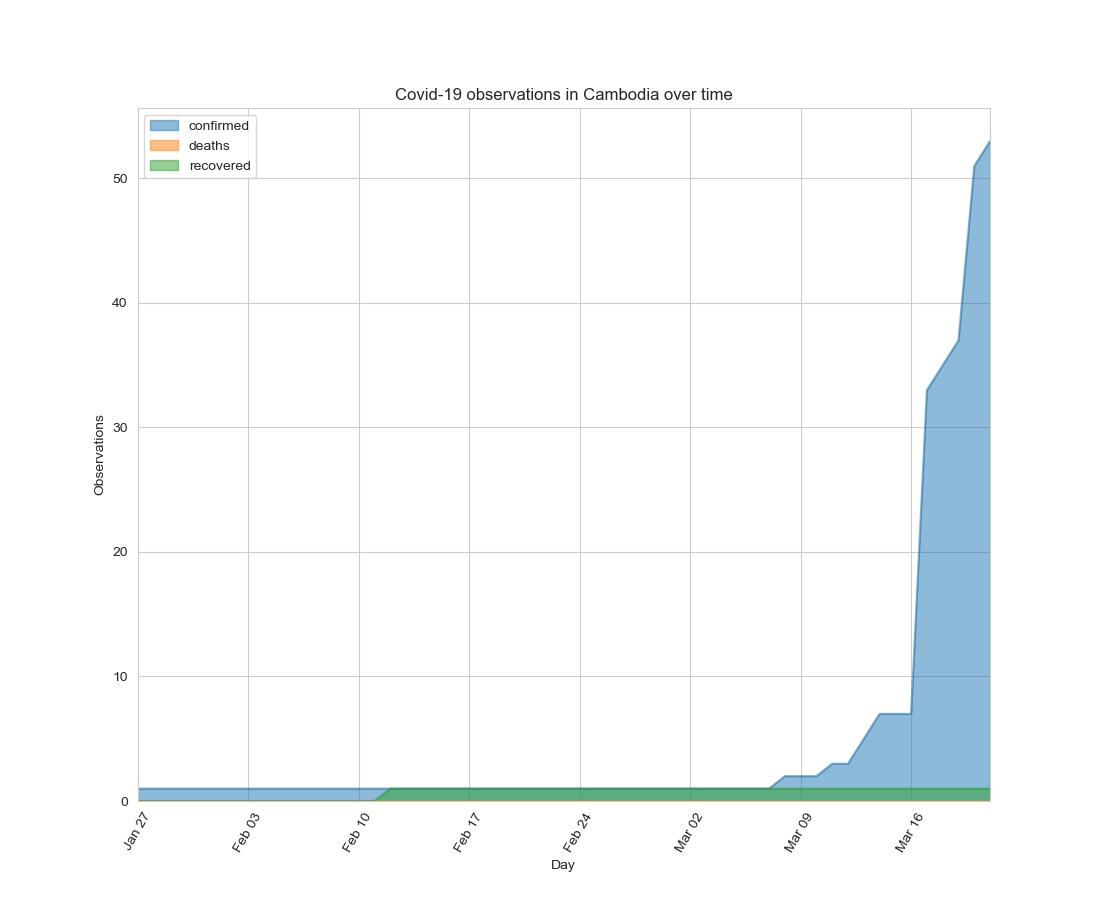 Covid-19 observations in Cambodia over time
confirmed
deaths
recovered
50
40
30
20
10
0
Observations
Jan 27
Feb 03
Feb 10
Feb 17
Feb 24
Mar 02
Mar 09
Mar 16
Day